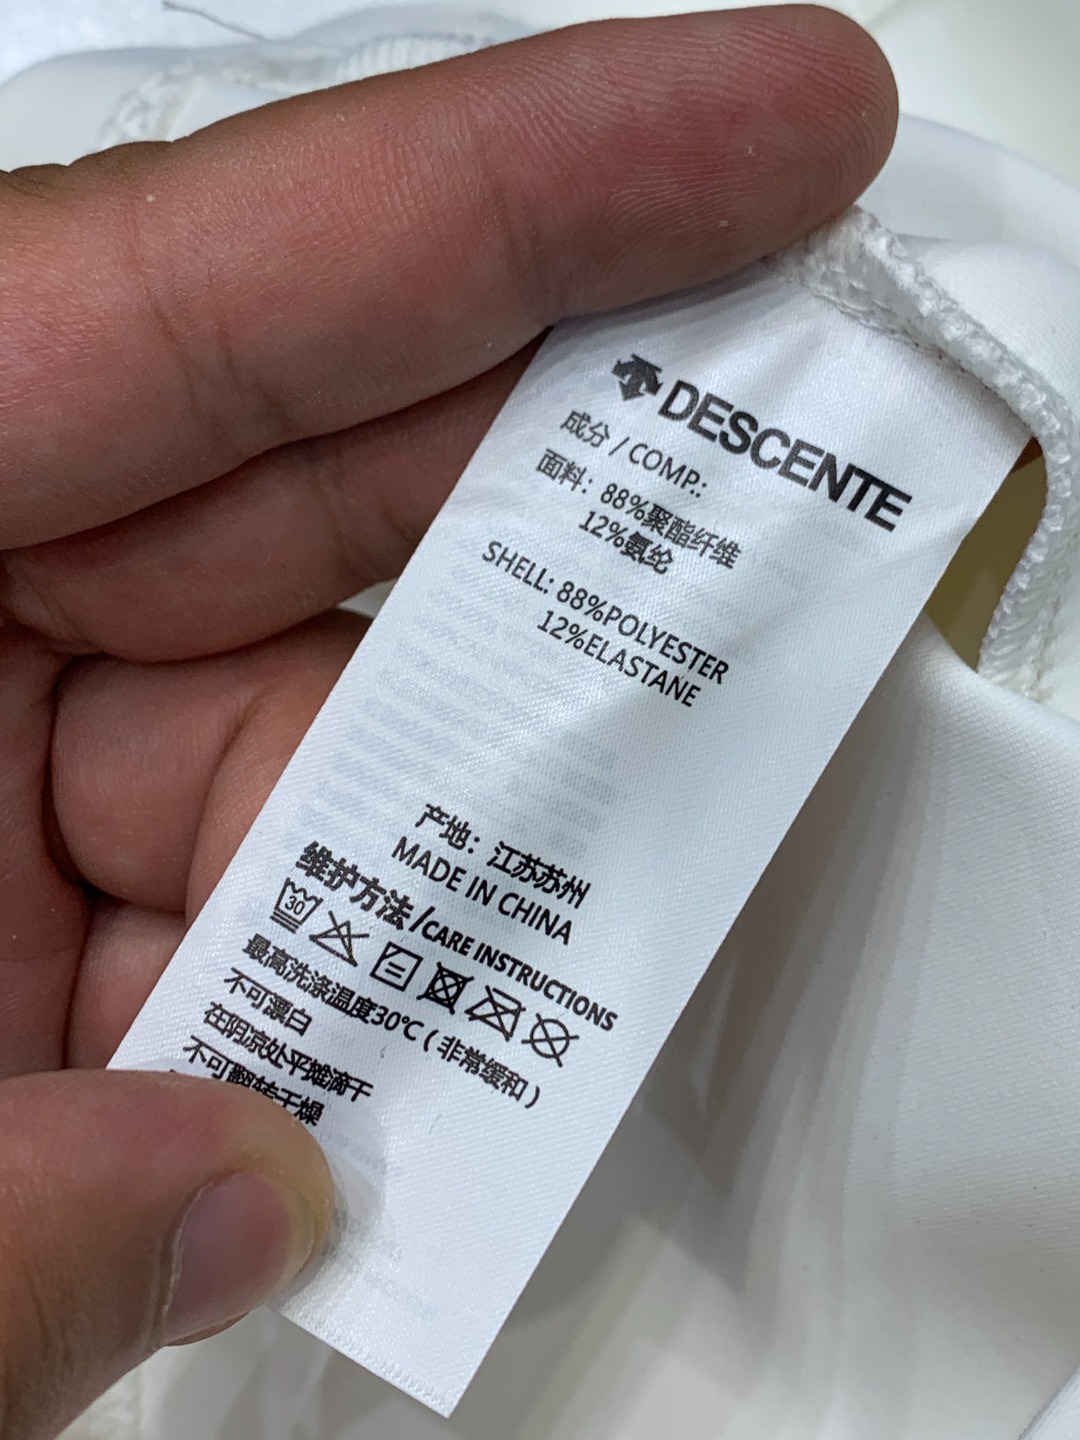 DESCENTE
成分 / COMP.:
面料：88%聚酯纤维
12%氨纶
SHELL: 88%POLYESTER
12%ELASTANE
产地：江苏苏州
MADE IN CHINA
维护方法/CARE INSTRUCTIONS
30
最高洗涤温度30℃ ( 非常缓和 )
不可漂白
在阴凉处平摊滴干
不可翻转干燥